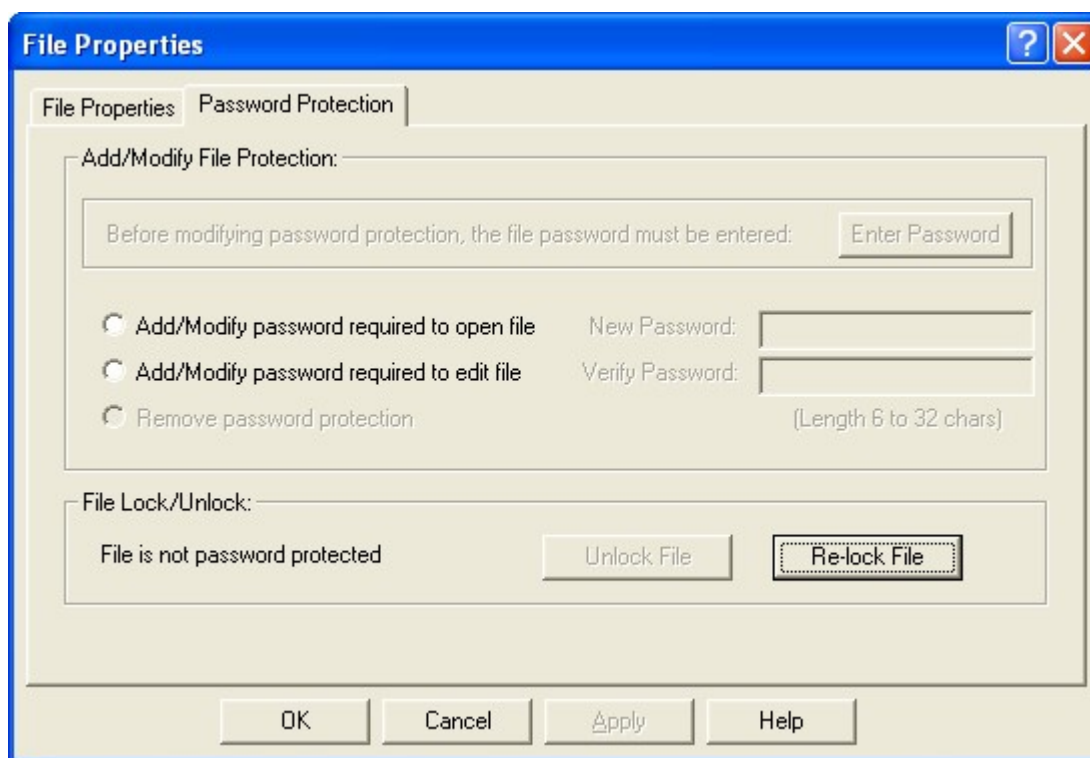 File Properties
File Properties Password Protection
Add/Modify File Protection:
Before modifying password protection, the file password must be entered: Enter Password
Add/Modify password required to open file New Password:
Add/Modify password required to edit file Verify Password:
Remove password protection (Length 6 to 32 chars)
File Lock/Unlock:
File is not password protected Unlock File Re-lock File
OK Cancel Apply Help